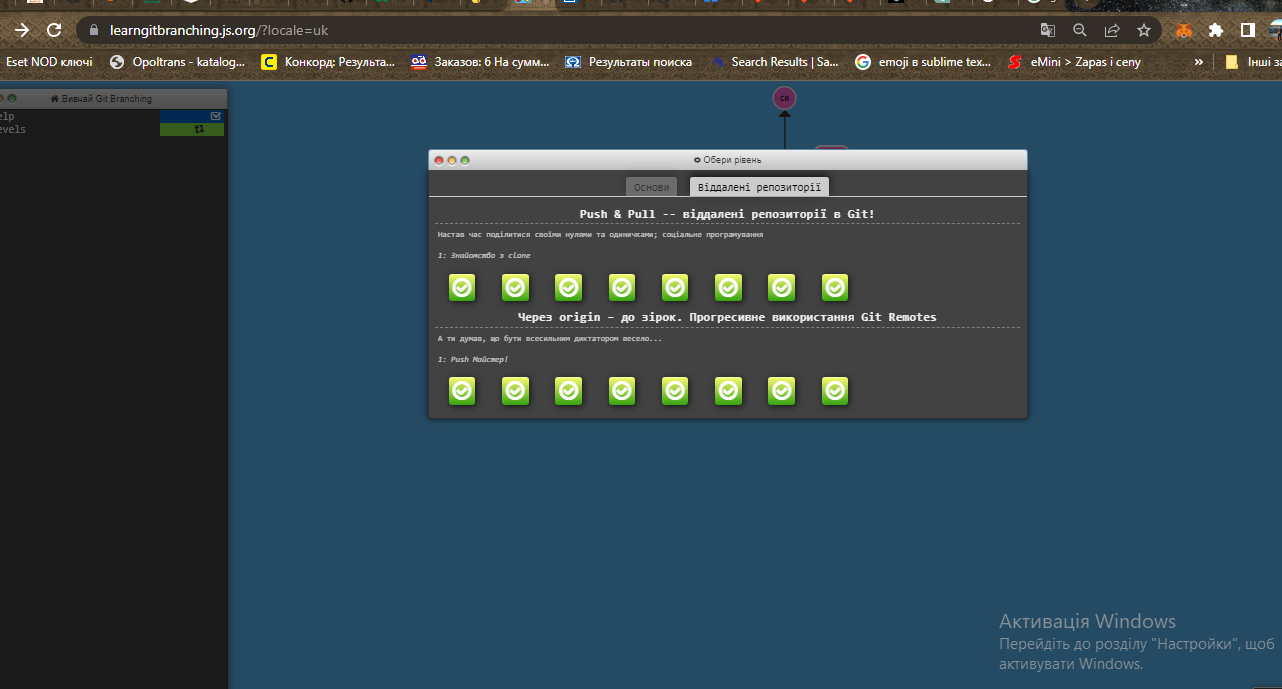 learngitbranching.js.org/?locale=uk
Eset NOD ключі
Opoltrans - katalog...
Конкорд: Результа...
Заказов: 6 На сумм...
Результаты поиска
Search Results | Sa...
emoji в sublime tex...
eMini > Zapas i ceny
»
Інші за
Вивчай Git Branching
elp
evels
Обери рівень
Основи
Віддалені репозиторії
Push & Pull -- віддалені репозиторії в Git!
Настав час поділитися своїми нулями та одиничками; соціальне програмування
1: Знайомство з clone
Через origin – до зірок. Прогресивне використання Git Remotes
А ти думав, що бути всесильним диктатором весело...
1: Push Майстер!
Активація Windows
Перейдіть до розділу "Настройки", щоб
активувати Windows.